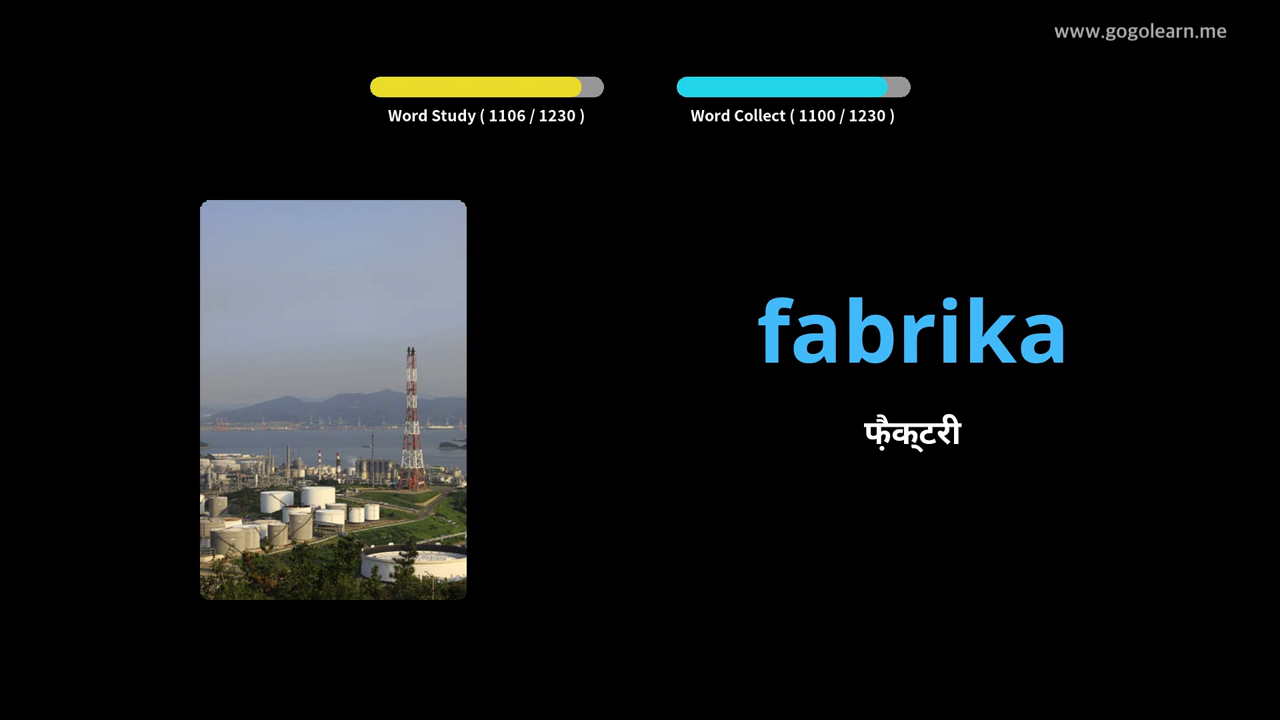 www.gogolearn.me
Word Study ( 1106 / 1230 )
Word Collect ( 1100 / 1230 )
fabrika
फ़ैक्टरी